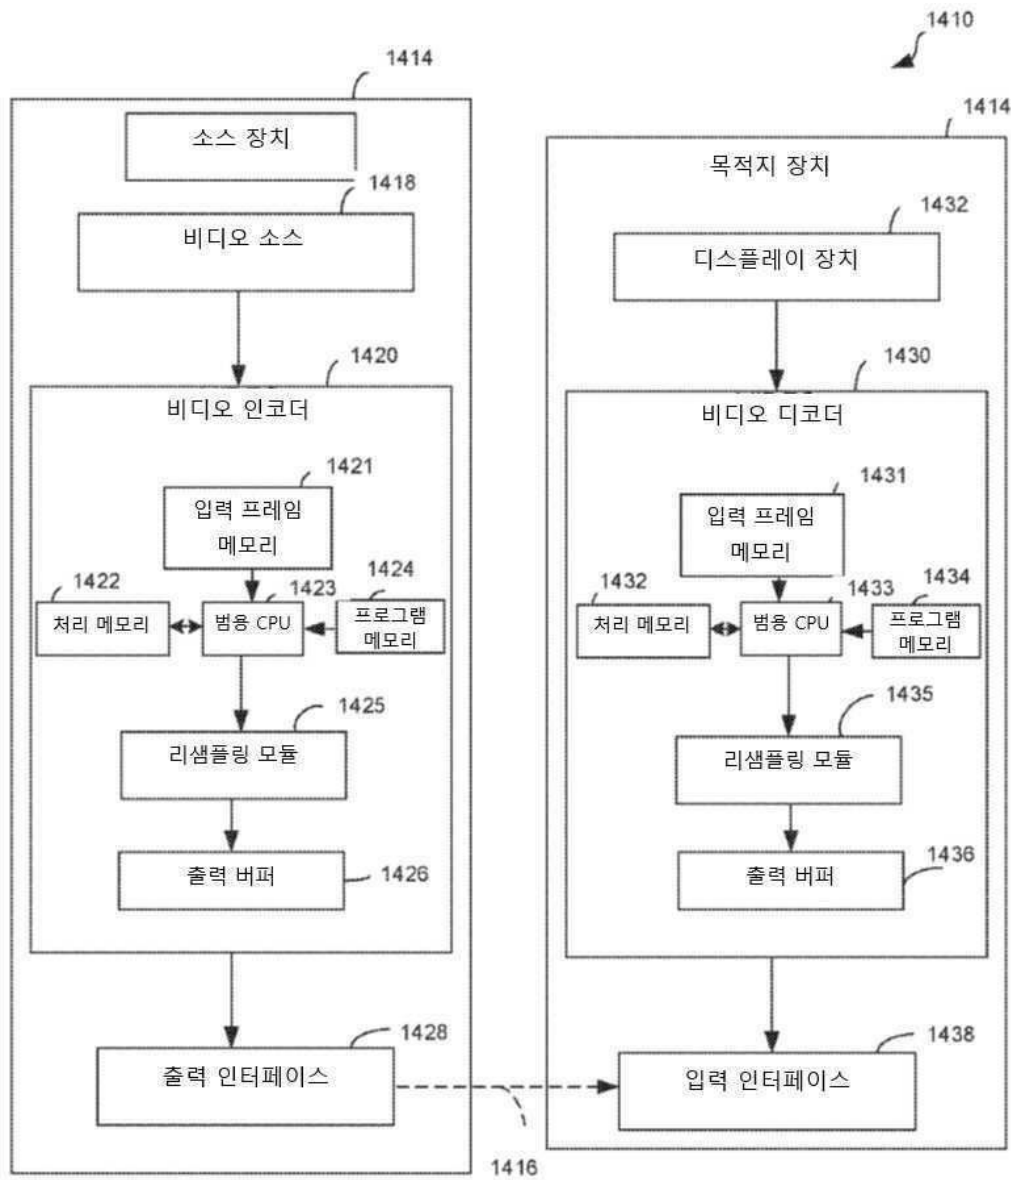 1410
1414
소스 장치
1418
비디오 소스
1420
비디오 인코더
1421
입력 프레임
메모리
1422
1423
1424
처리 메모리
범용 CPU
프로그램
메모리
1425
리샘플링 모듈
출력 버퍼
1426
1428
출력 인터페이스
1416
1414
목적지 장치
1432
디스플레이 장치
1430
비디오 디코더
1431
입력 프레임
메모리
1432
1433
1434
처리 메모리
범용 CPU
프로그램
메모리
1435
리샘플링 모듈
1436
출력 버퍼
1438
입력 인터페이스